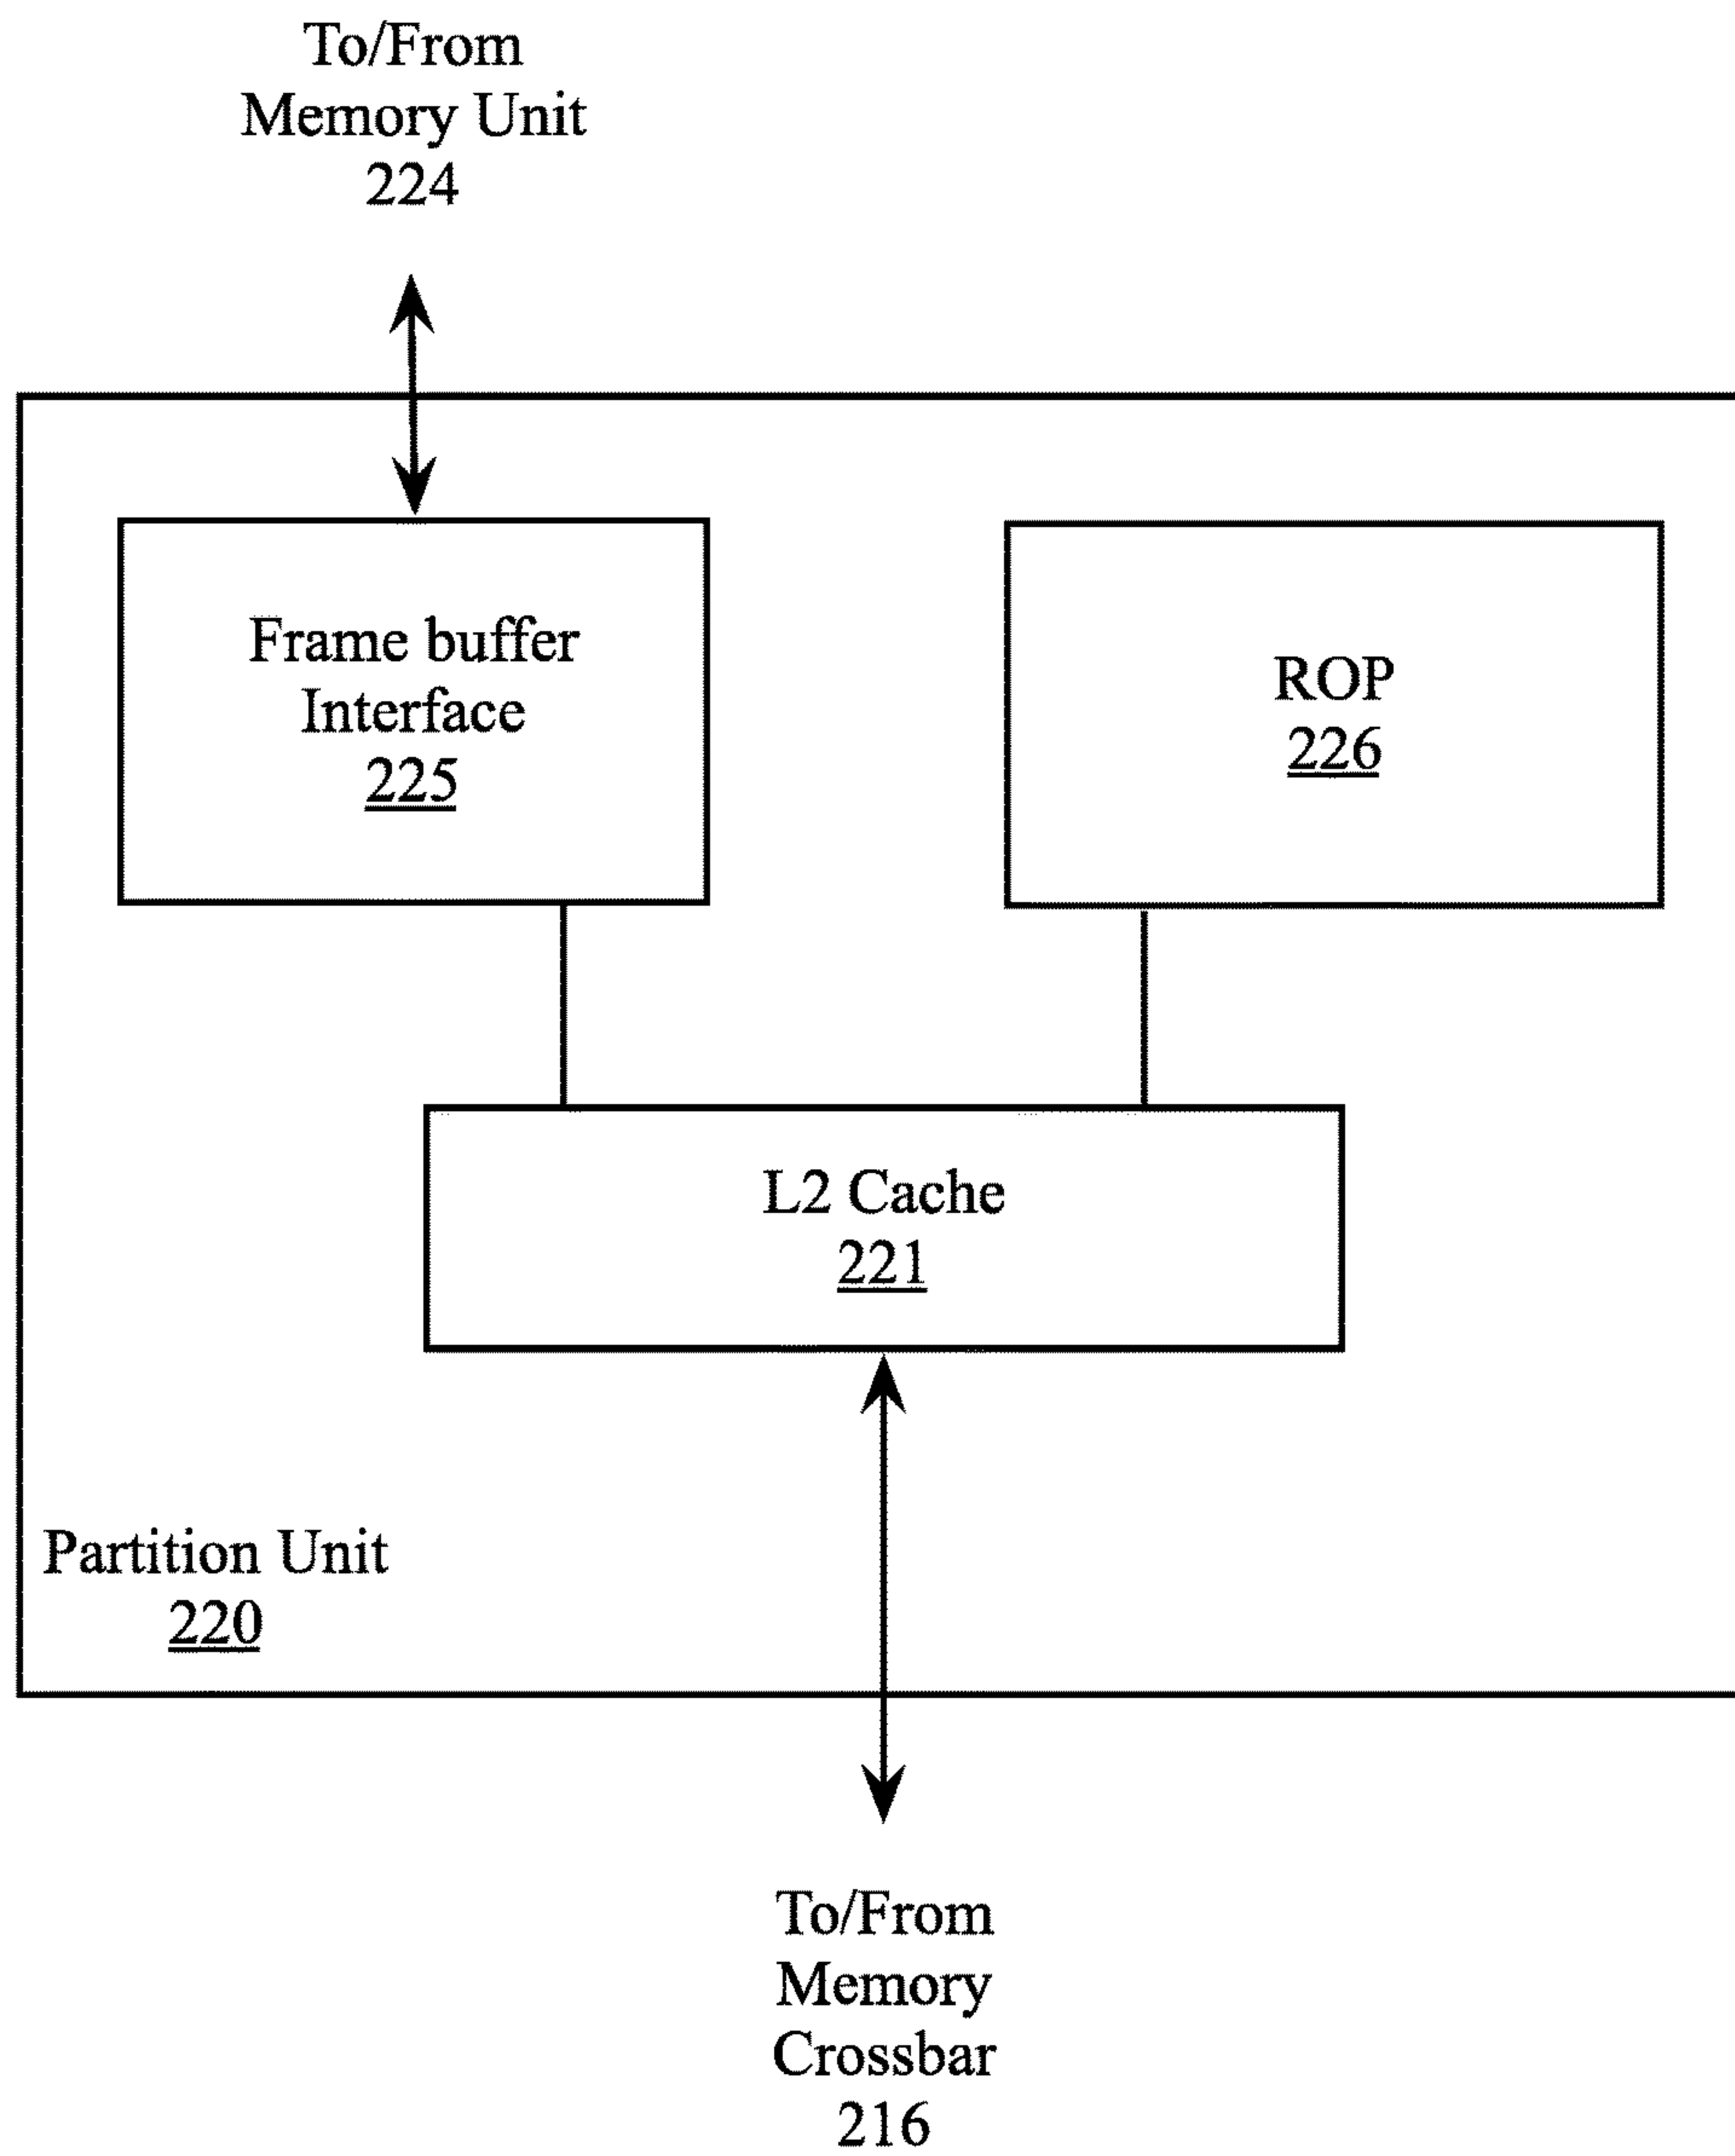 To/From
Memory Unit
224
Frame buffer
Interface
225
ROP
226
L2 Cache
221
Partition Unit
220
To/From
Memory
Crossbar
216